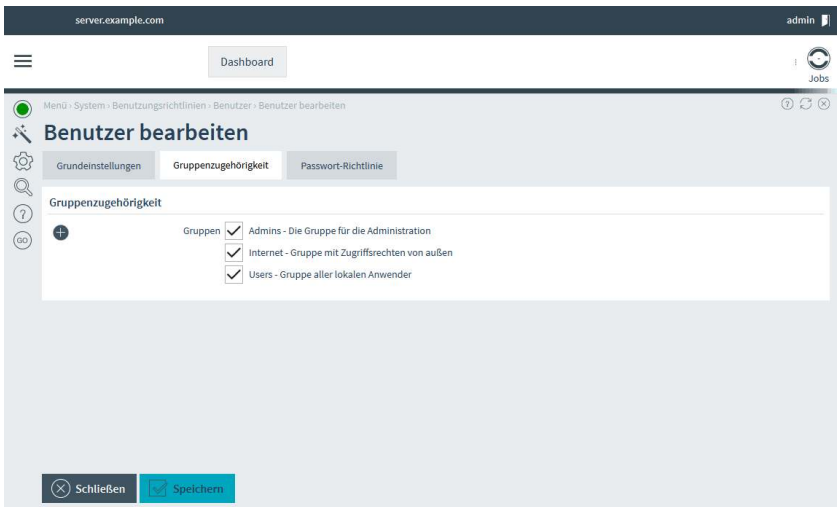 server.example.com
admin
Dashboard
Jobs
Menü › System › Benutzungsrichtlinien › Benutzer › Benutzer bearbeiten
Benutzer bearbeiten
Grundeinstellungen
Gruppenzugehörigkeit
Passwort-Richtlinie
Gruppenzugehörigkeit
Gruppen
Admins - Die Gruppe für die Administration
Internet - Gruppe mit Zugriffsrechten von außen
Users - Gruppe aller lokalen Anwender
GO
Schließen
Speichern